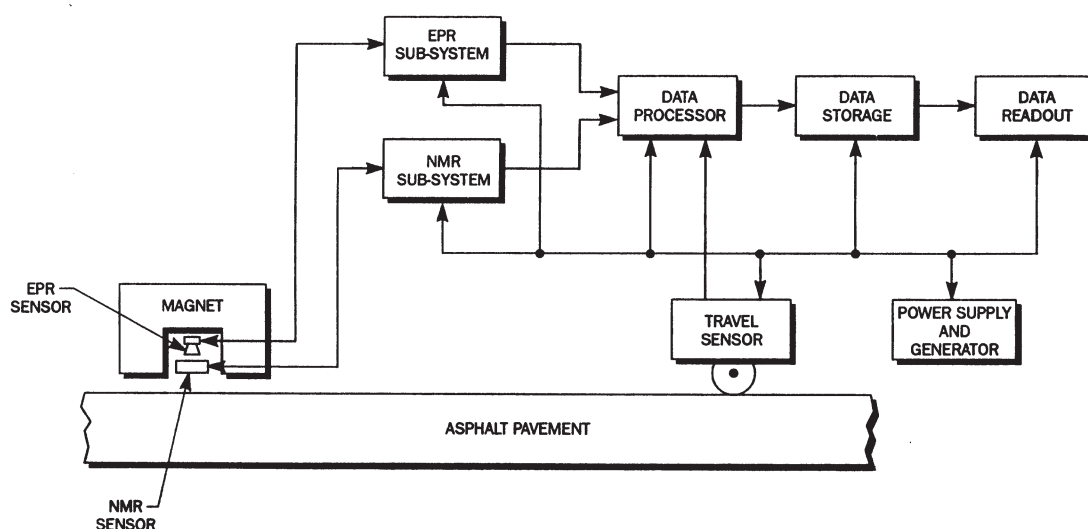 EPR
SUB-SYSTEM
DATA
PROCESSOR
DATA
STORAGE
DATA
READOUT
NMR
SUB-SYSTEM
EPR
SENSOR
MAGNET
TRAVEL
SENSOR
POWER SUPPLY
AND
GENERATOR
ASPHALT PAVEMENT
NMR
SENSOR